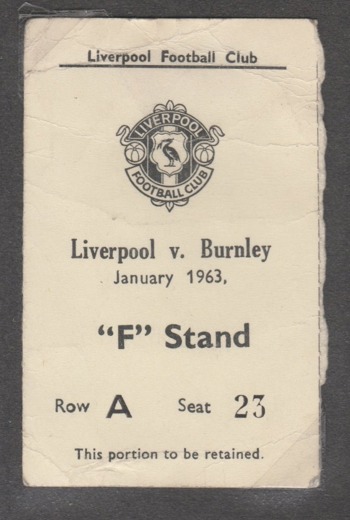 Liverpool Football Club
LIVERPOOL
FOOTBALL CLUB
Liverpool v. Burnley
January 1963,
"F" Stand
Row A Seat 23
This portion to be retained.